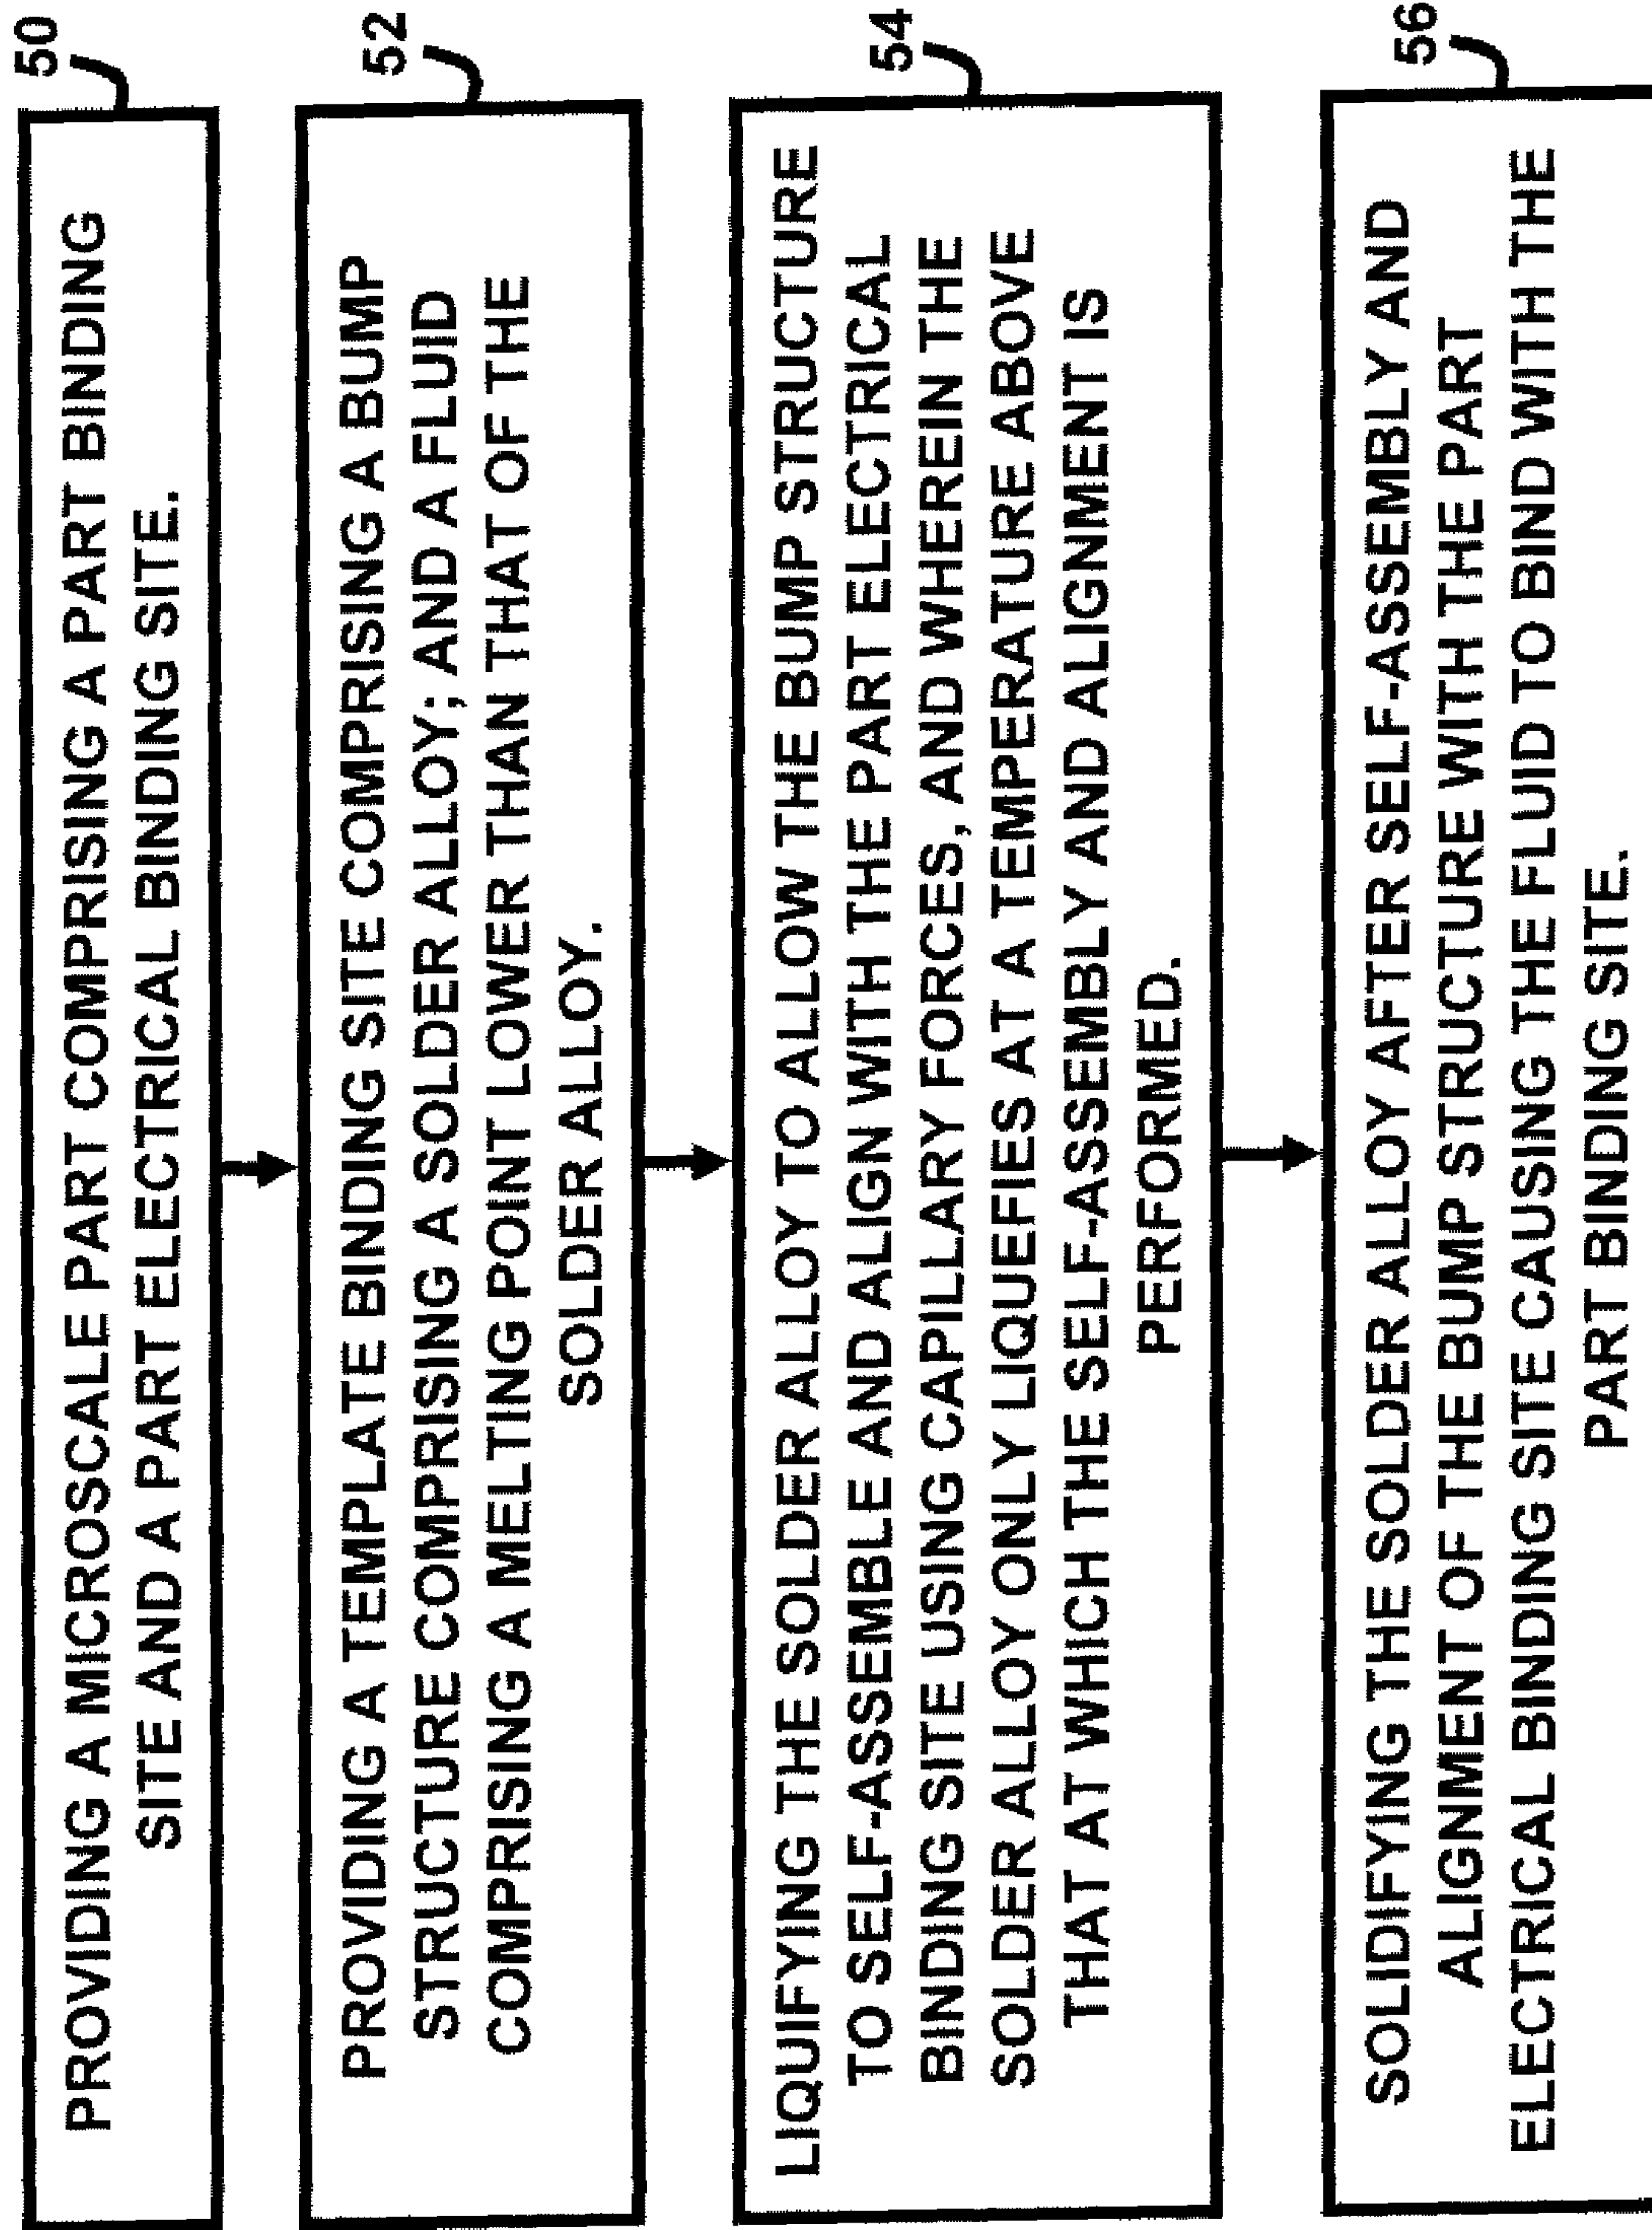 50
PROVIDING A MICROSCALE PART COMPRISING A PART BINDING
SITE AND A PART ELECTRICAL BINDING SITE.
52
PROVIDING A TEMPLATE BINDING SITE COMPRISING A BUMP
STRUCTURE COMPRISING A SOLDER ALLOY; AND A FLUID
COMPRISING A MELTING POINT LOWER THAN THAT OF THE
SOLDER ALLOY.
54
LIQUIFYING THE SOLDER ALLOY TO ALLOW THE BUMP STRUCTURE
TO SELF-ASSEMBLE AND ALIGN WITH THE PART ELECTRICAL
BINDING SITE USING CAPILLARY FORCES, AND WHEREIN THE
SOLDER ALLOY ONLY LIQUEFIES AT A TEMPERATURE ABOVE
THAT AT WHICH THE SELF-ASSEMBLY AND ALIGNMENT IS
PERFORMED.
56
SOLIDIFYING THE SOLDER ALLOY AFTER SELF-ASSEMBLY AND
ALIGNMENT OF THE BUMP STRUCTURE WITH THE PART
ELECTRICAL BINDING SITE CAUSING THE FLUID TO BIND WITH THE
PART BINDING SITE.